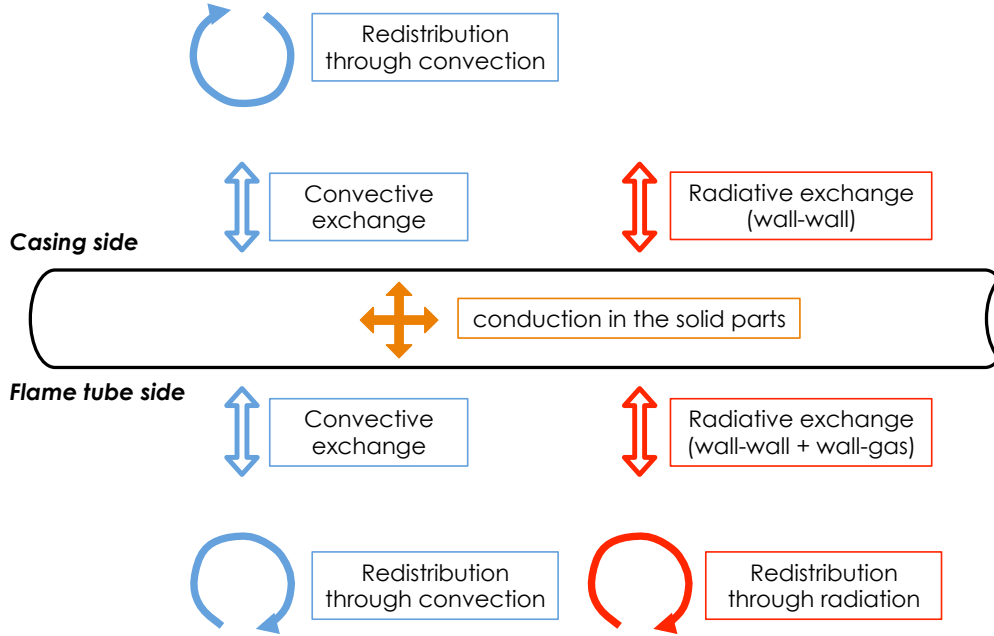 Redistribution
through convection
Convective
exchange
Radiative exchange
(wall-wall)
Casing side
conduction in the solid parts
Flame tube side
Convective
exchange
Radiative exchange
(wall-wall + wall-gas)
Redistribution
through convection
Redistribution
through radiation